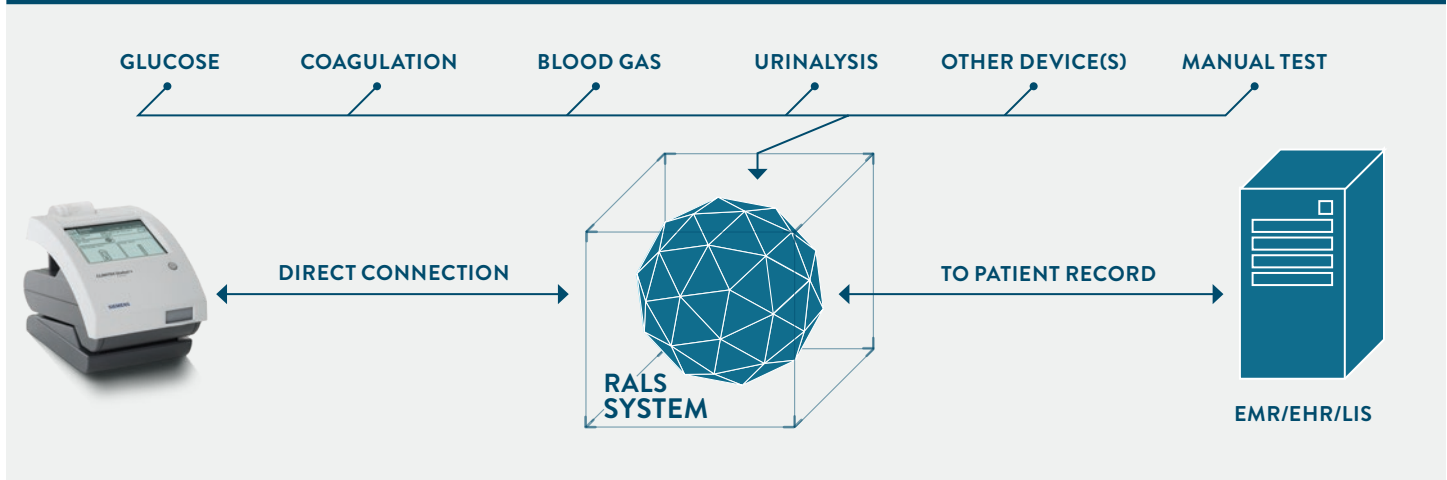 GLUCOSE
COAGULATION
BLOOD GAS
URINALYSIS
OTHER DEVICE(S)
MANUAL TEST
DIRECT CONNECTION
TO PATIENT RECORD
SIEMENS
RALS
SYSTEM
EMR/EHR/LIS